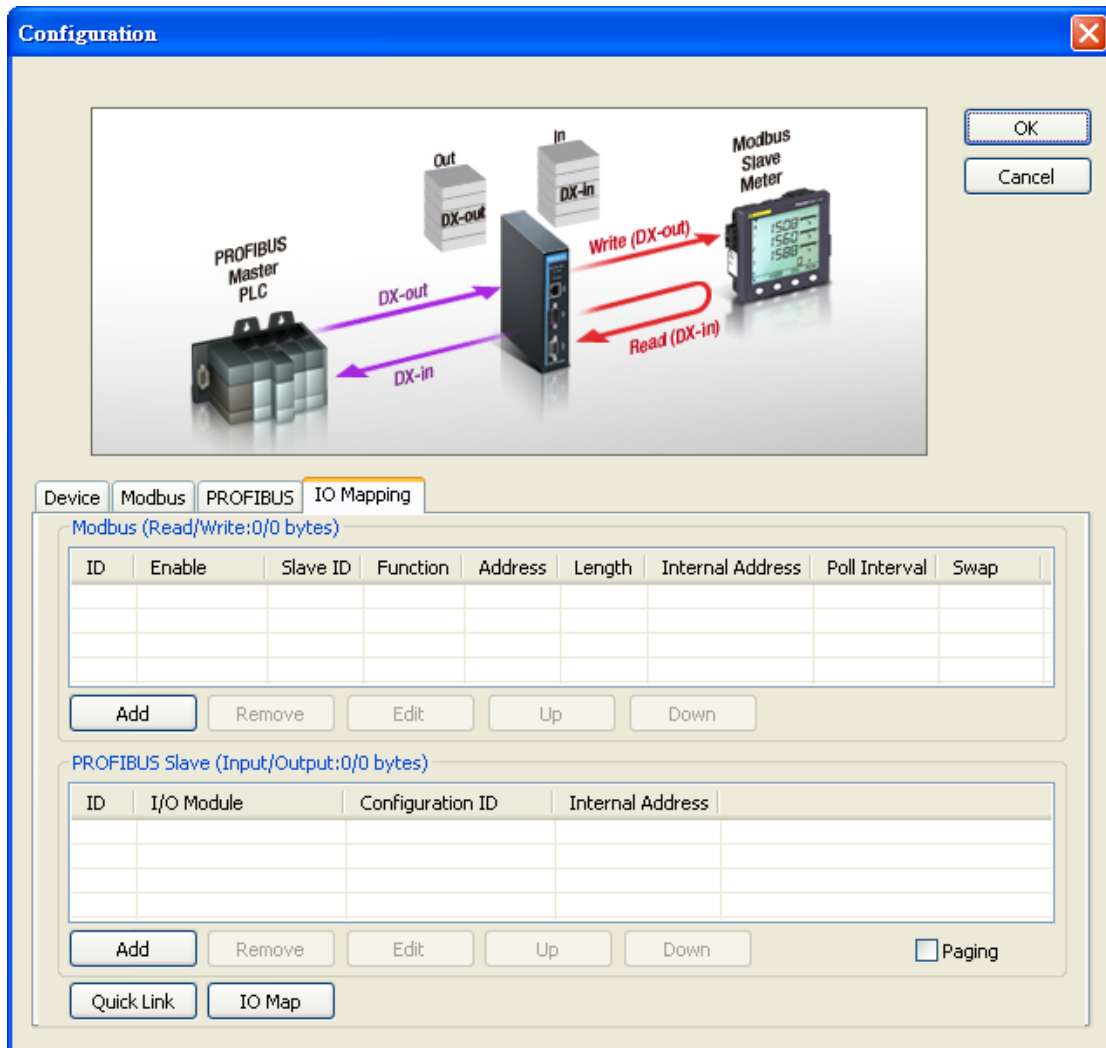 Configuration
OK
Cancel
Out
DX-out
In
DX-in
Modbus
Slave
Meter
PROFIBUS
Master
PLC
DX-out
DX-in
Write (DX-out)
Read (DX-in)
1508
1560
1588
Device Modbus PROFIBUS IO Mapping
Modbus (Read/Write:0/0 bytes)
ID Enable Slave ID Function Address Length Internal Address Poll Interval Swap
Add Remove Edit Up Down
PROFIBUS Slave (Input/Output:0/0 bytes)
ID I/O Module Configuration ID Internal Address
Add Remove Edit Up Down Paging
Quick Link IO Map